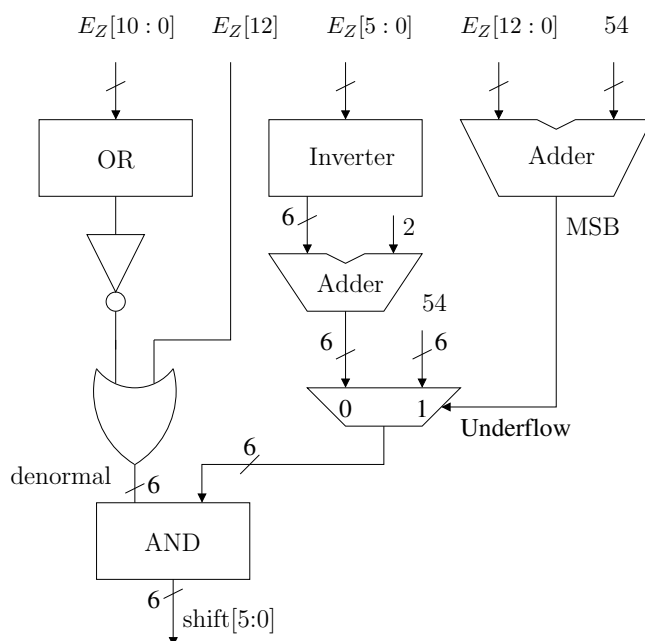 E_Z[10 : 0] E_Z[12] E_Z[5 : 0] E_Z[12 : 0] 54
OR Inverter Adder
6 2 MSB
Adder
54
6 6
0 1
Underflow
6
denormal 6
AND
6
shift[5:0]